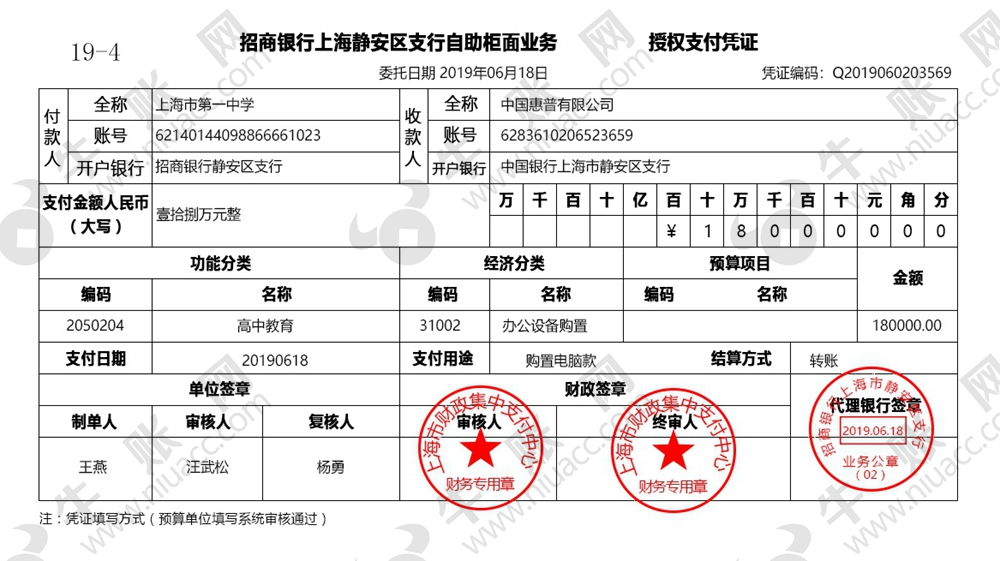 19-4
招商银行上海静安区支行自助柜面业务 授权支付凭证
委托日期 2019年06月18日 凭证编码：Q2019060203569
付款人 全称 上海市第一中学 收款人 全称 中国惠普有限公司
账号 62140144098866661023 账号 6283610206523659
开户银行 招商银行静安区支行 开户银行 中国银行上海市静安区支行
支付金额人民币（大写） 壹拾捌万元整 万 千 百 十 亿 百 十 万 千 百 十 元 角 分
¥ 1 8 0 0 0 0 0 0
功能分类 经济分类 预算项目 金额
编码 名称 编码 名称 编码 名称
2050204 高中教育 31002 办公设备购置 180000.00
支付日期 20190618 支付用途 购置电脑款 结算方式 转账
单位签章 财政签章 代理银行签章
制单人 审核人 复核人 审核人 终审人
王燕 汪武松 杨勇
上海市财政集中支付中心
财务专用章
上海市财政集中支付中心
财务专用章
招商银行上海市静安区支行
2019.06.18
业务公章
（02）
注：凭证填写方式（预算单位填写系统审核通过）
牛账网
www.niuacc.com